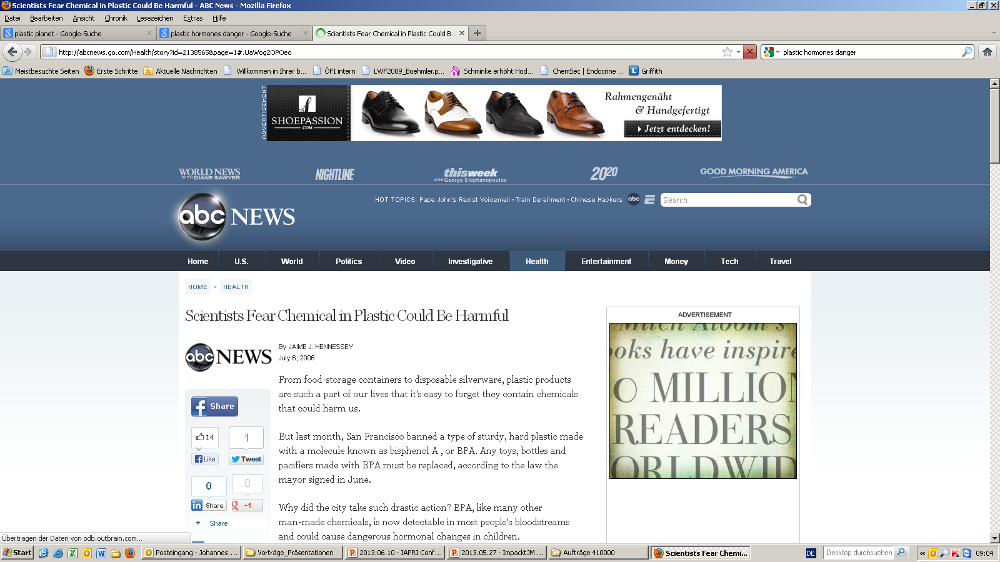 Scientists Fear Chemical in Plastic Could Be Harmful - ABC News - Mozilla Firefox
Datei Bearbeiten Ansicht Chronik Lesezeichen Extras Hilfe
plastic planet - Google-Suche
plastic hormones danger - Google-Suche
Scientists Fear Chemical in Plastic Could B...
http://abcnews.go.com/Health/story?id=2138565&page=1#.UaWog2OPOeo
plastic hormones danger
Meistbesuchte Seiten Erste Schritte Aktuelle Nachrichten Willkommen in Ihrer b... ÖFI intern LWF2009_Boehmler.p... Schminke erhöht Hod... ChemSec | Endocrine ... Griffith
ADVERTISEMENT
SHOEPASSION
.COM
Rahmengenäht
& Handgefertigt
Jetzt entdecken!
WORLD NEWS
WITH DIANE SAWYER
NIGHTLINE
thisweek
with George Stephanopoulos
2020
GOOD MORNING AMERICA
abc NEWS
HOT TOPICS: Papa John's Racist Voicemail • Train Derailment • Chinese Hackers
abc
Search
Home U.S. World Politics Video Investigative Health Entertainment Money Tech Travel
HOME > HEALTH
Scientists Fear Chemical in Plastic Could Be Harmful
abc NEWS
By JAIME J. HENNESSEY
July 6, 2006
From food-storage containers to disposable silverware, plastic products
are such a part of our lives that it's easy to forget they contain chemicals
that could harm us.
But last month, San Francisco banned a type of sturdy, hard plastic made
with a molecule known as bisphenol A , or BPA. Any toys, bottles and
pacifiers made with BPA must be replaced, according to the law the
mayor signed in June.
Why did the city take such drastic action? BPA, like many other
man-made chemicals, is now detectable in most people's bloodstreams
and could cause dangerous hormonal changes in children.
Share
14 1
Like Tweet
0 0
Share +1
+ Share
ADVERTISEMENT
Mitch Albom's
ooks have inspire
0 MILLION
READERS
ORLDWID
Übertragen der Daten von odb.outbrain.com...
Start
Posteingang - Johannes....
Vorträge_Präsentationen
2013.06.10 - IAPRI Conf...
2013.05.27 - ImpacktJM ...
Aufträge 410000
Scientists Fear Chemi...
DE
Desktop durchsuchen
«
09:04